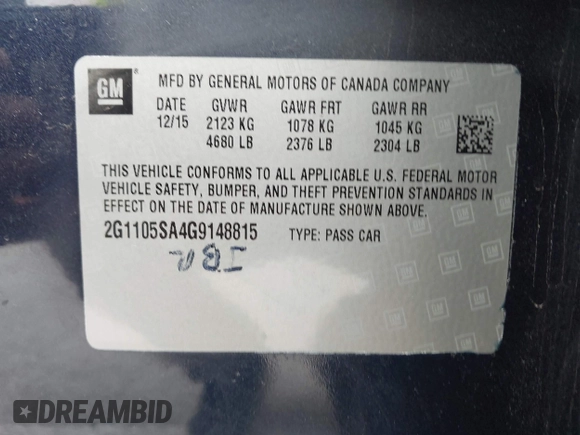 GM
MFD BY GENERAL MOTORS OF CANADA COMPANY
DATE GVWR GAWR FRT GAWR RR
12/15 2123 KG 1078 KG 1045 KG
4680 LB 2376 LB 2304 LB
THIS VEHICLE CONFORMS TO ALL APPLICABLE U.S. FEDERAL MOTOR
VEHICLE SAFETY, BUMPER, AND THEFT PREVENTION STANDARDS IN
EFFECT ON THE DATE OF MANUFACTURE SHOWN ABOVE.
2G1105SA4G9148815 TYPE: PASS CAR
DREAMBID